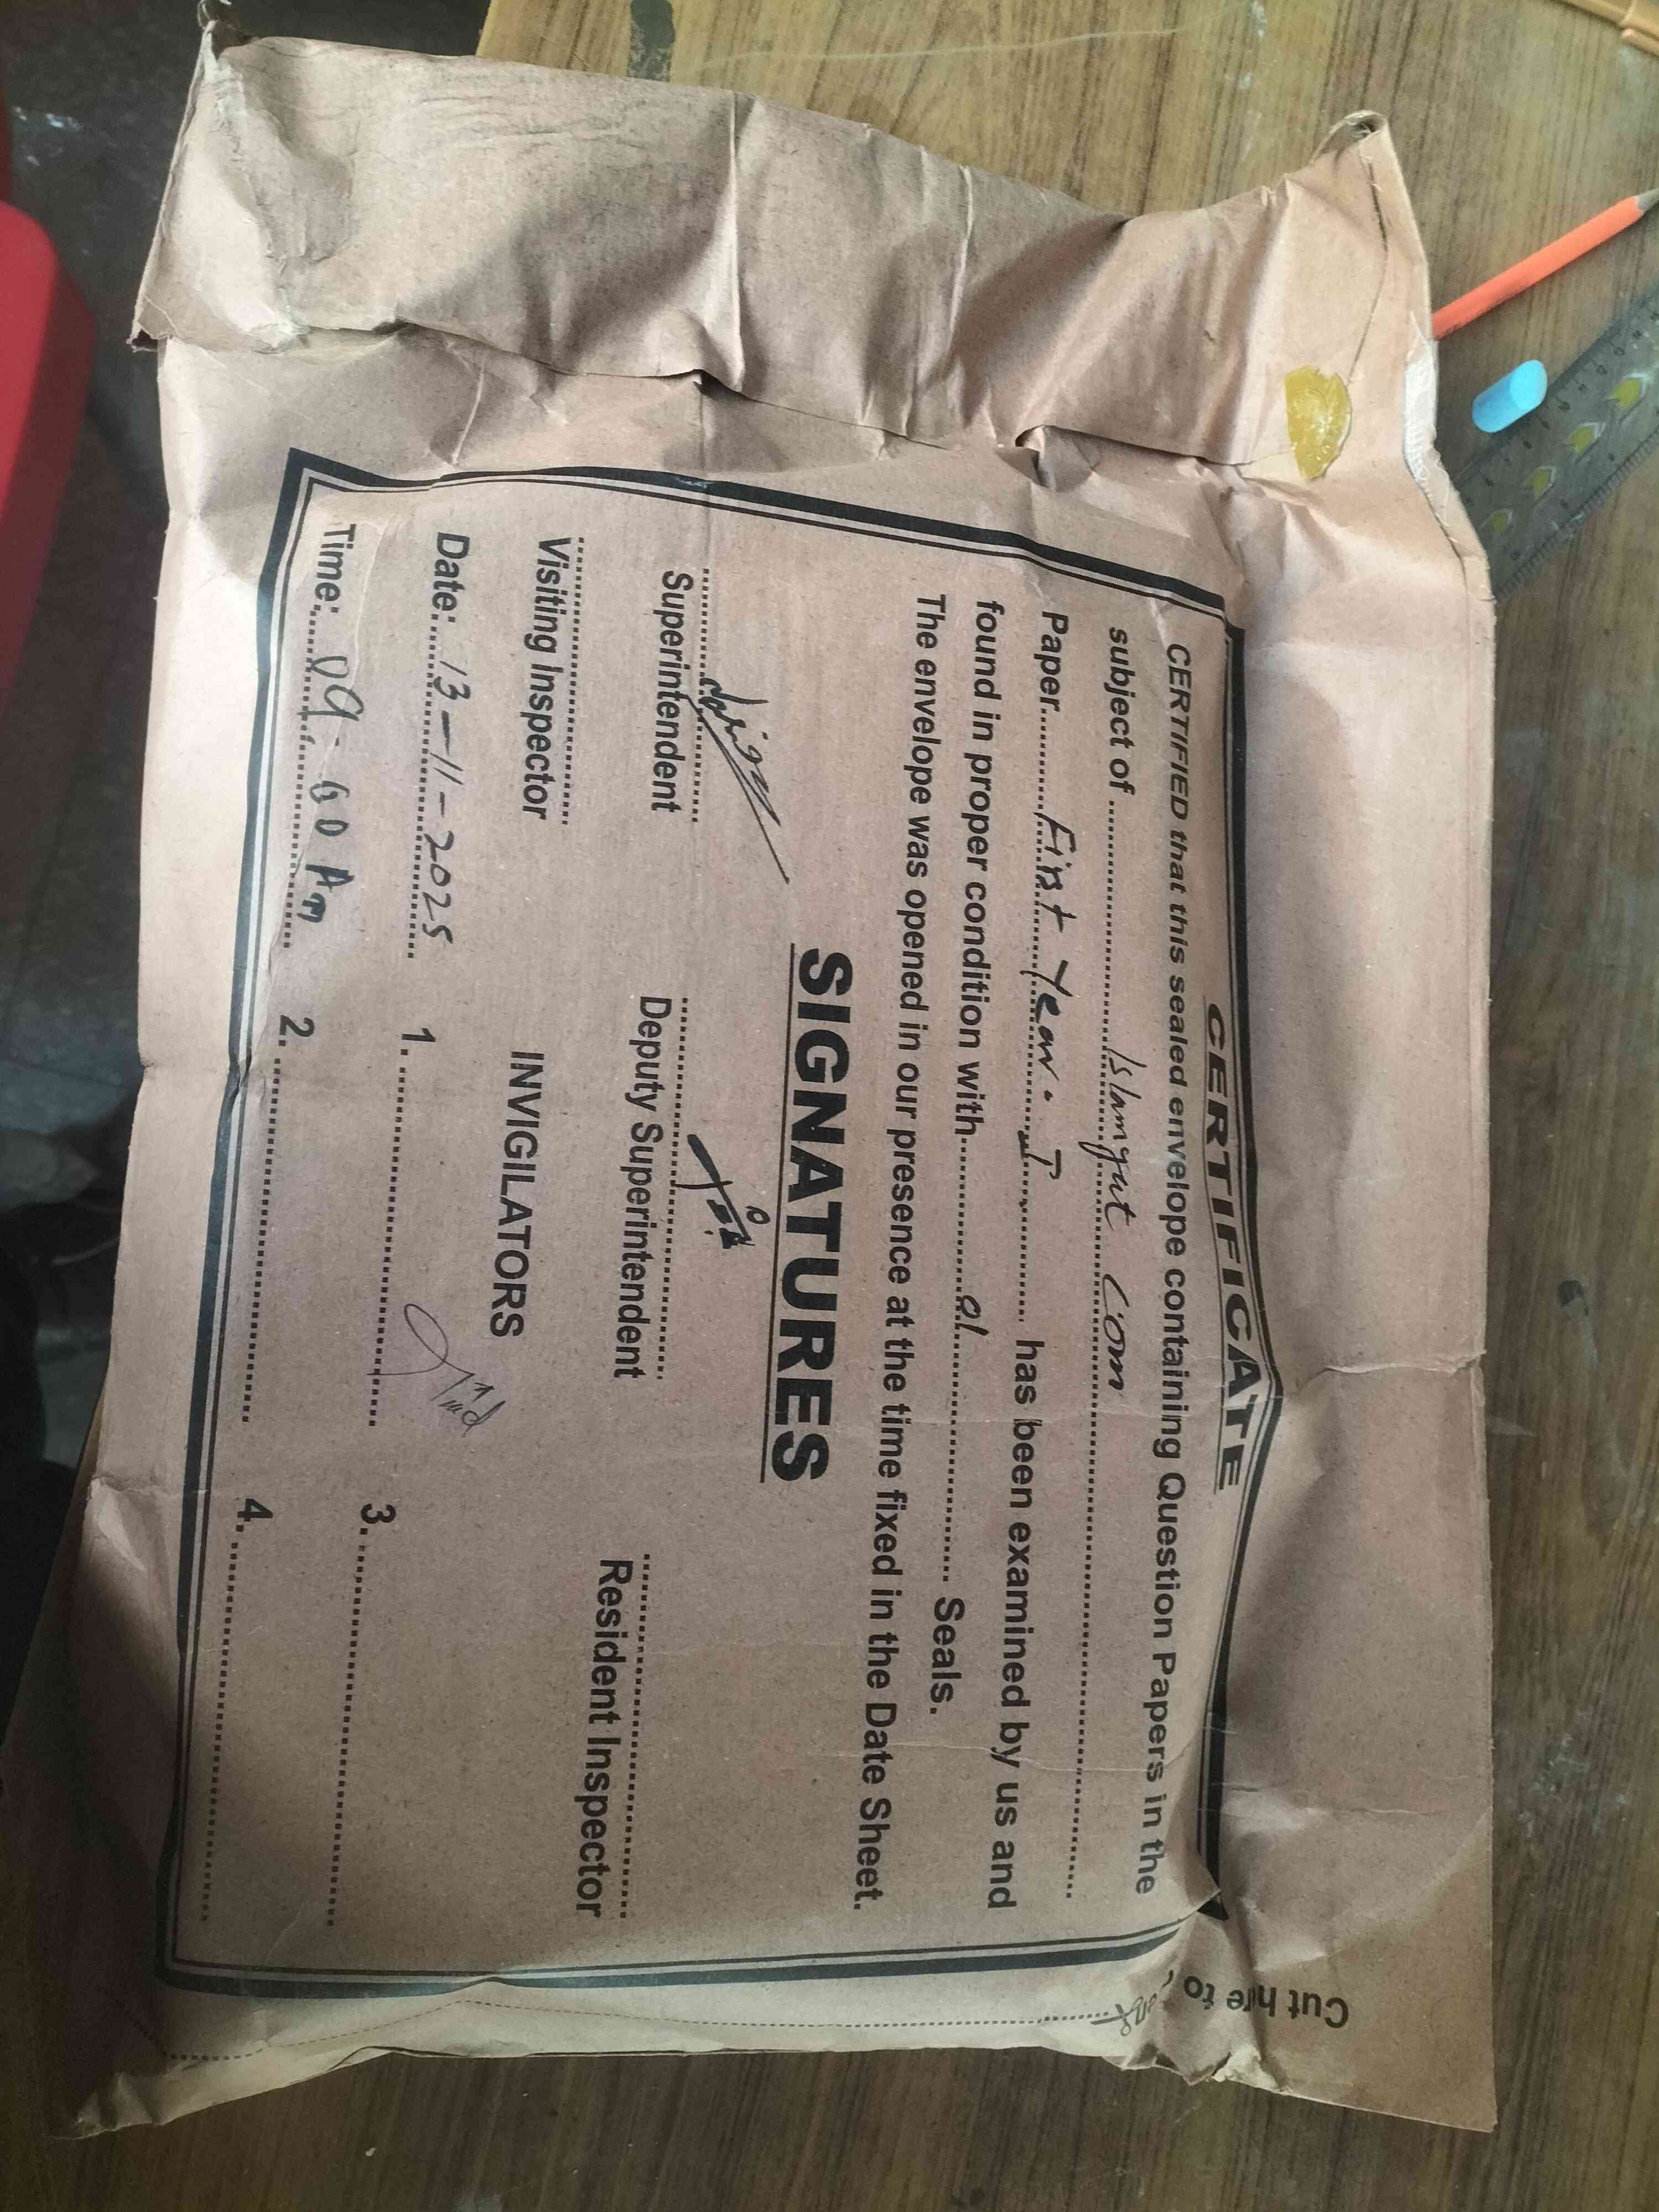 CERTIFICATE
CERTIFIED that this sealed envelope containing Question Papers in the
subject of Islamyat Com
Paper First Year. I has been examined by us and
found in proper condition with 01 Seals.
The envelope was opened in our presence at the time fixed in the Date Sheet.
SIGNATURES
Superintendent Deputy Superintendent Resident Inspector
Visiting Inspector INVIGILATORS
Date: 13-11-2025 1. 3.
Time: 09-00 Am 2. 4.
Cut here to